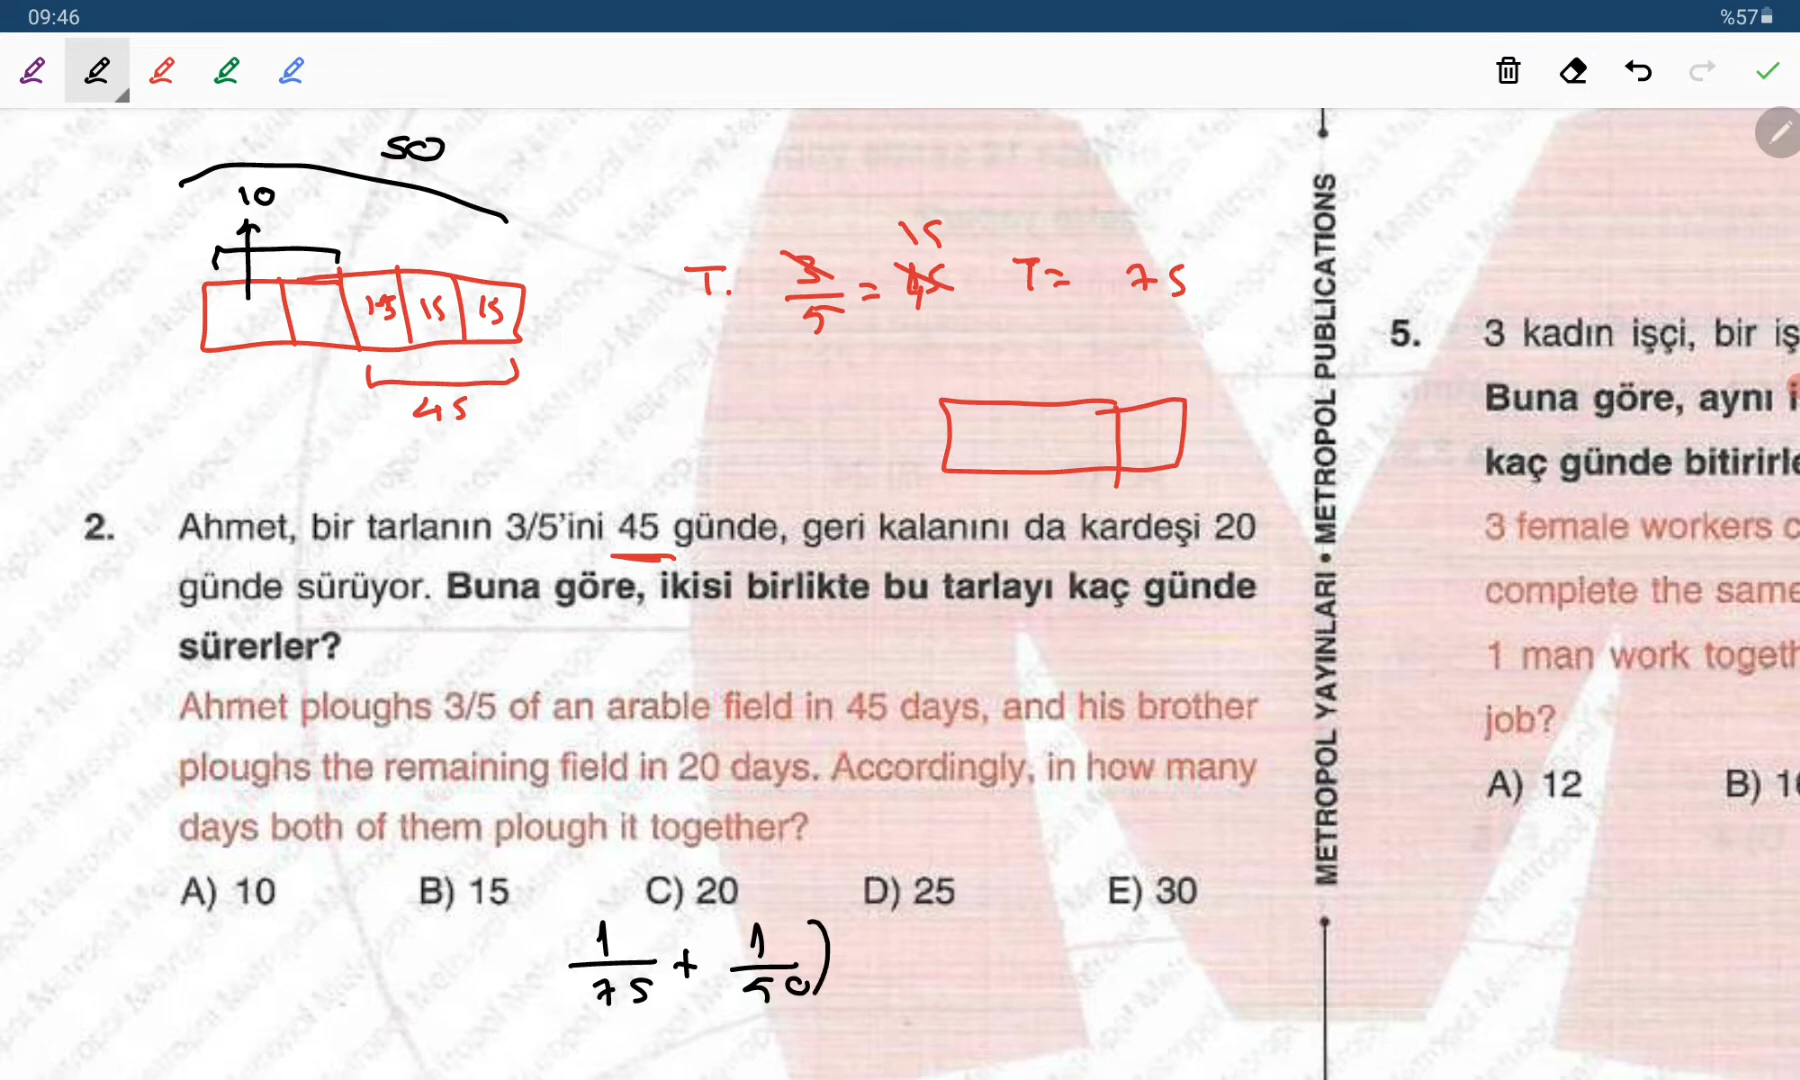 09:46
%57
50
10
15 15 15
45
T. 3/5 = 45 T = 75
15
2. Ahmet, bir tarlanın 3/5'ini 45 günde, geri kalanını da kardeşi 20
günde sürüyor. Buna göre, ikisi birlikte bu tarlayı kaç günde
sürerler?
Ahmet ploughs 3/5 of an arable field in 45 days, and his brother
ploughs the remaining field in 20 days. Accordingly, in how many
days both of them plough it together?
A) 10 B) 15 C) 20 D) 25 E) 30
1/75 + 1/50)
METROPOL YAYINLARI • METROPOL PUBLICATIONS
5. 3 kadın işçi, bir iş
Buna göre, aynı i
kaç günde bitirirle
3 female workers c
complete the same
1 man work togeth
job?
A) 12 B) 1